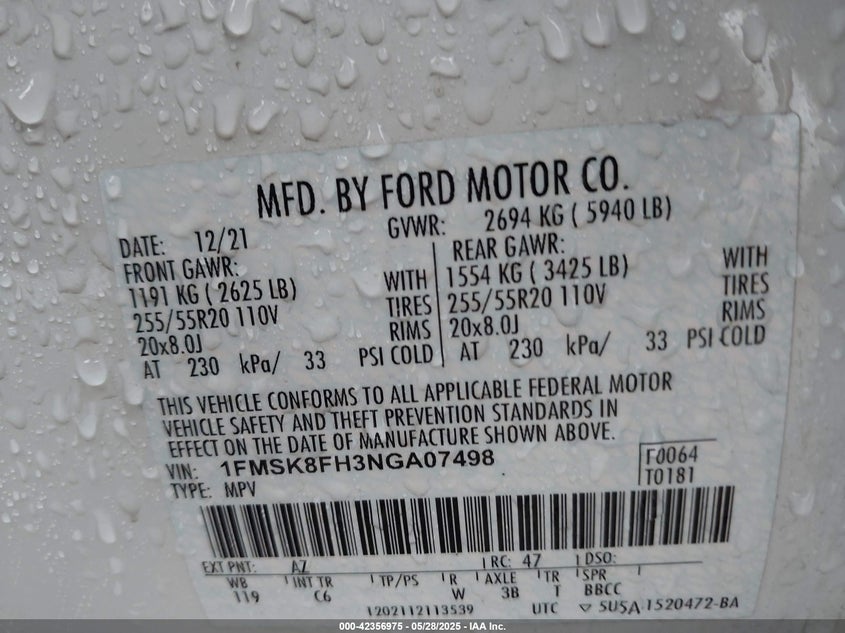 MFD. BY FORD MOTOR CO.
DATE: 12/21 GVWR: 2694 KG ( 5940 LB)
FRONT GAWR: REAR GAWR:
1191 KG ( 2625 LB) WITH 1554 KG ( 3425 LB) WITH
255/55R20 110V TIRES 255/55R20 110V TIRES
20x8.0J RIMS 20x8.0J RIMS
AT 230 kPa/ 33 PSI COLD AT 230 kPa/ 33 PSI COLD
THIS VEHICLE CONFORMS TO ALL APPLICABLE FEDERAL MOTOR
VEHICLE SAFETY AND THEFT PREVENTION STANDARDS IN
EFFECT ON THE DATE OF MANUFACTURE SHOWN ABOVE.
VIN: 1FMSK8FH3NGA07498 F0064
TYPE: MPV T0181
EXT PNT: AZ RC: 47 DSO:
WB INT TR TP/PS R AXLE TR SPR
119 C6 W 3B T BBCC
1202112113539 UTC ▽ 5U5A 1520472-BA
000-42356975 / 05/28/2025 - IAA Inc.